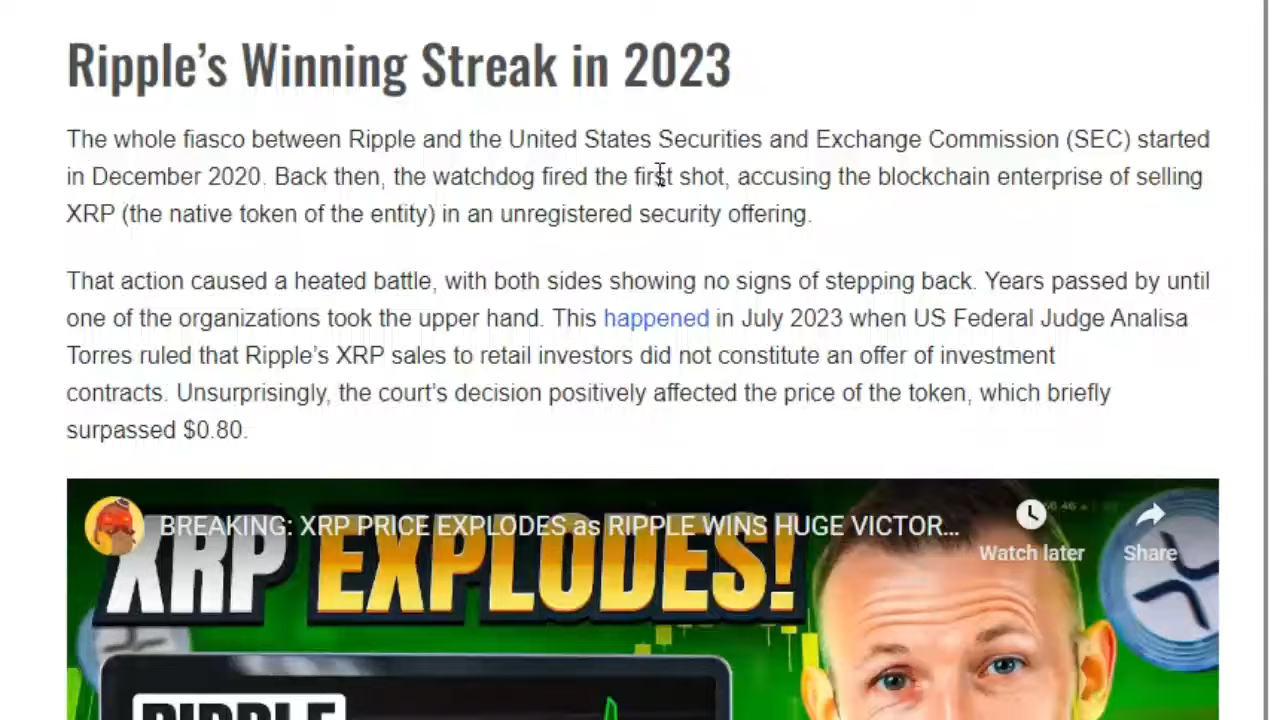 Ripple’s Winning Streak in 2023
The whole fiasco between Ripple and the United States Securities and Exchange Commission (SEC) started
in December 2020. Back then, the watchdog fired the first shot, accusing the blockchain enterprise of selling
XRP (the native token of the entity) in an unregistered security offering.
That action caused a heated battle, with both sides showing no signs of stepping back. Years passed by until
one of the organizations took the upper hand. This happened in July 2023 when US Federal Judge Analisa
Torres ruled that Ripple’s XRP sales to retail investors did not constitute an offer of investment
contracts. Unsurprisingly, the court’s decision positively affected the price of the token, which briefly
surpassed $0.80.
BREAKING: XRP PRICE EXPLODES as RIPPLE WINS HUGE VICTOR...
Watch later
Share
XRP EXPLODES!
RIPPLE